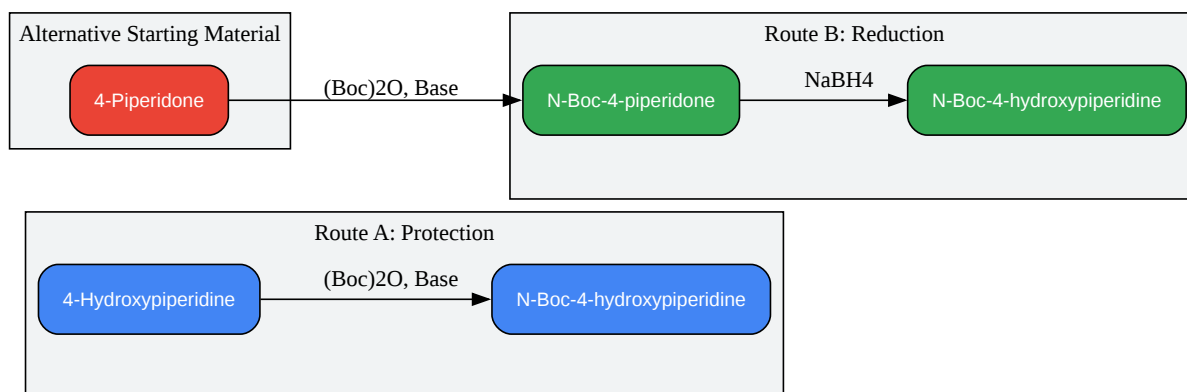 Alternative Starting Material
4-Piperidone
(Boc)2O, Base
Route B: Reduction
N-Boc-4-piperidone
NaBH4
N-Boc-4-hydroxypiperidine
Route A: Protection
4-Hydroxypiperidine
(Boc)2O, Base
N-Boc-4-hydroxypiperidine